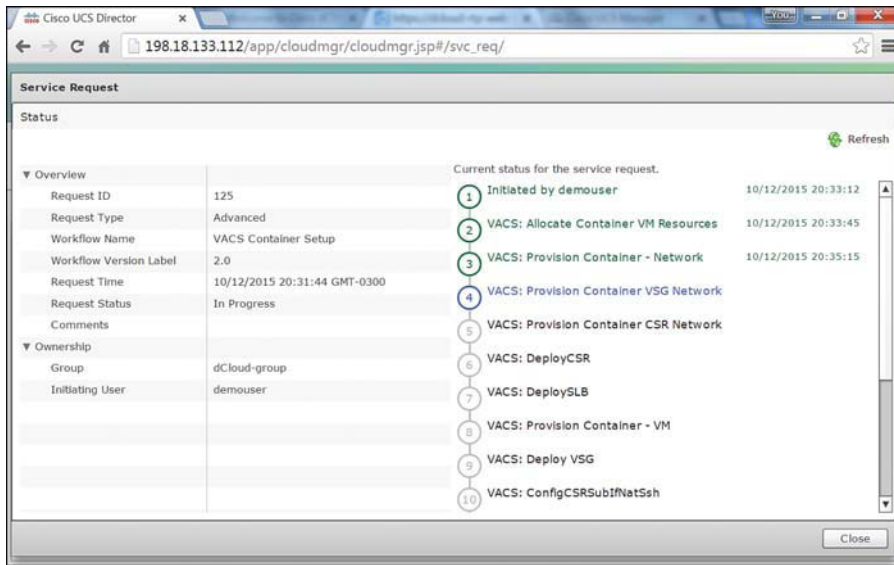 Cisco UCS Director
You
198.18.133.112/app/cloudmgr/cloudmgr.jsp#/svc_req/
Service Request
Status
Refresh
Overview
Request ID 125
Request Type Advanced
Workflow Name VACS Container Setup
Workflow Version Label 2.0
Request Time 10/12/2015 20:31:44 GMT-0300
Request Status In Progress
Comments
Ownership
Group dCloud-group
Initiating User demouser
Current status for the service request.
1 Initiated by demouser 10/12/2015 20:33:12
2 VACS: Allocate Container VM Resources 10/12/2015 20:33:45
3 VACS: Provision Container - Network 10/12/2015 20:35:15
4 VACS: Provision Container VSG Network
5 VACS: Provision Container CSR Network
6 VACS: DeployCSR
7 VACS: DeploySLB
8 VACS: Provision Container - VM
9 VACS: Deploy VSG
10 VACS: ConfigCSRSubIfNatSsh
Close